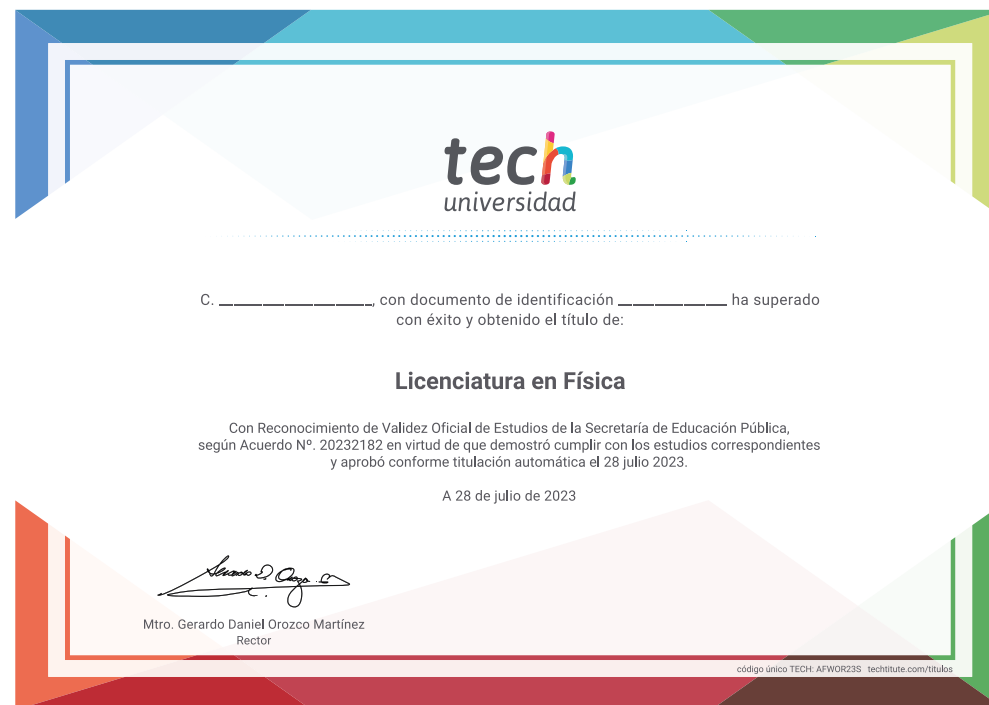 tech
universidad
C. __________________, con documento de identificación _____________ ha superado
con éxito y obtenido el título de:
Licenciatura en Física
Con Reconocimiento de Validez Oficial de Estudios de la Secretaría de Educación Pública,
según Acuerdo Nº. 20232182 en virtud de que demostró cumplir con los estudios correspondientes
y aprobó conforme titulación automática el 28 julio 2023.
A 28 de julio de 2023
Mtro. Gerardo Daniel Orozco Martínez
Rector
código único TECH: AFWOR23S techtitute.com/titulos